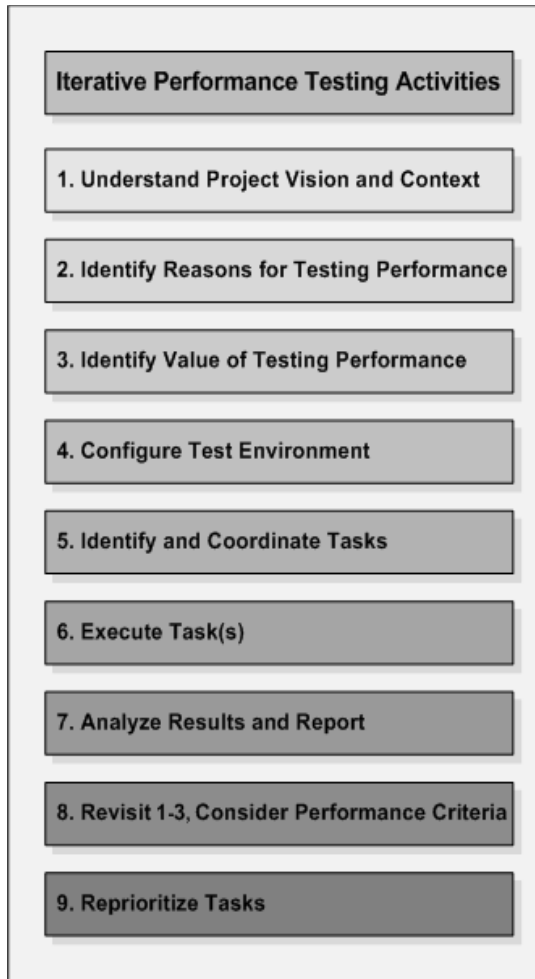 Iterative Performance Testing Activities
1. Understand Project Vision and Context
2. Identify Reasons for Testing Performance
3. Identify Value of Testing Performance
4. Configure Test Environment
5. Identify and Coordinate Tasks
6. Execute Task(s)
7. Analyze Results and Report
8. Revisit 1-3, Consider Performance Criteria
9. Reprioritize Tasks